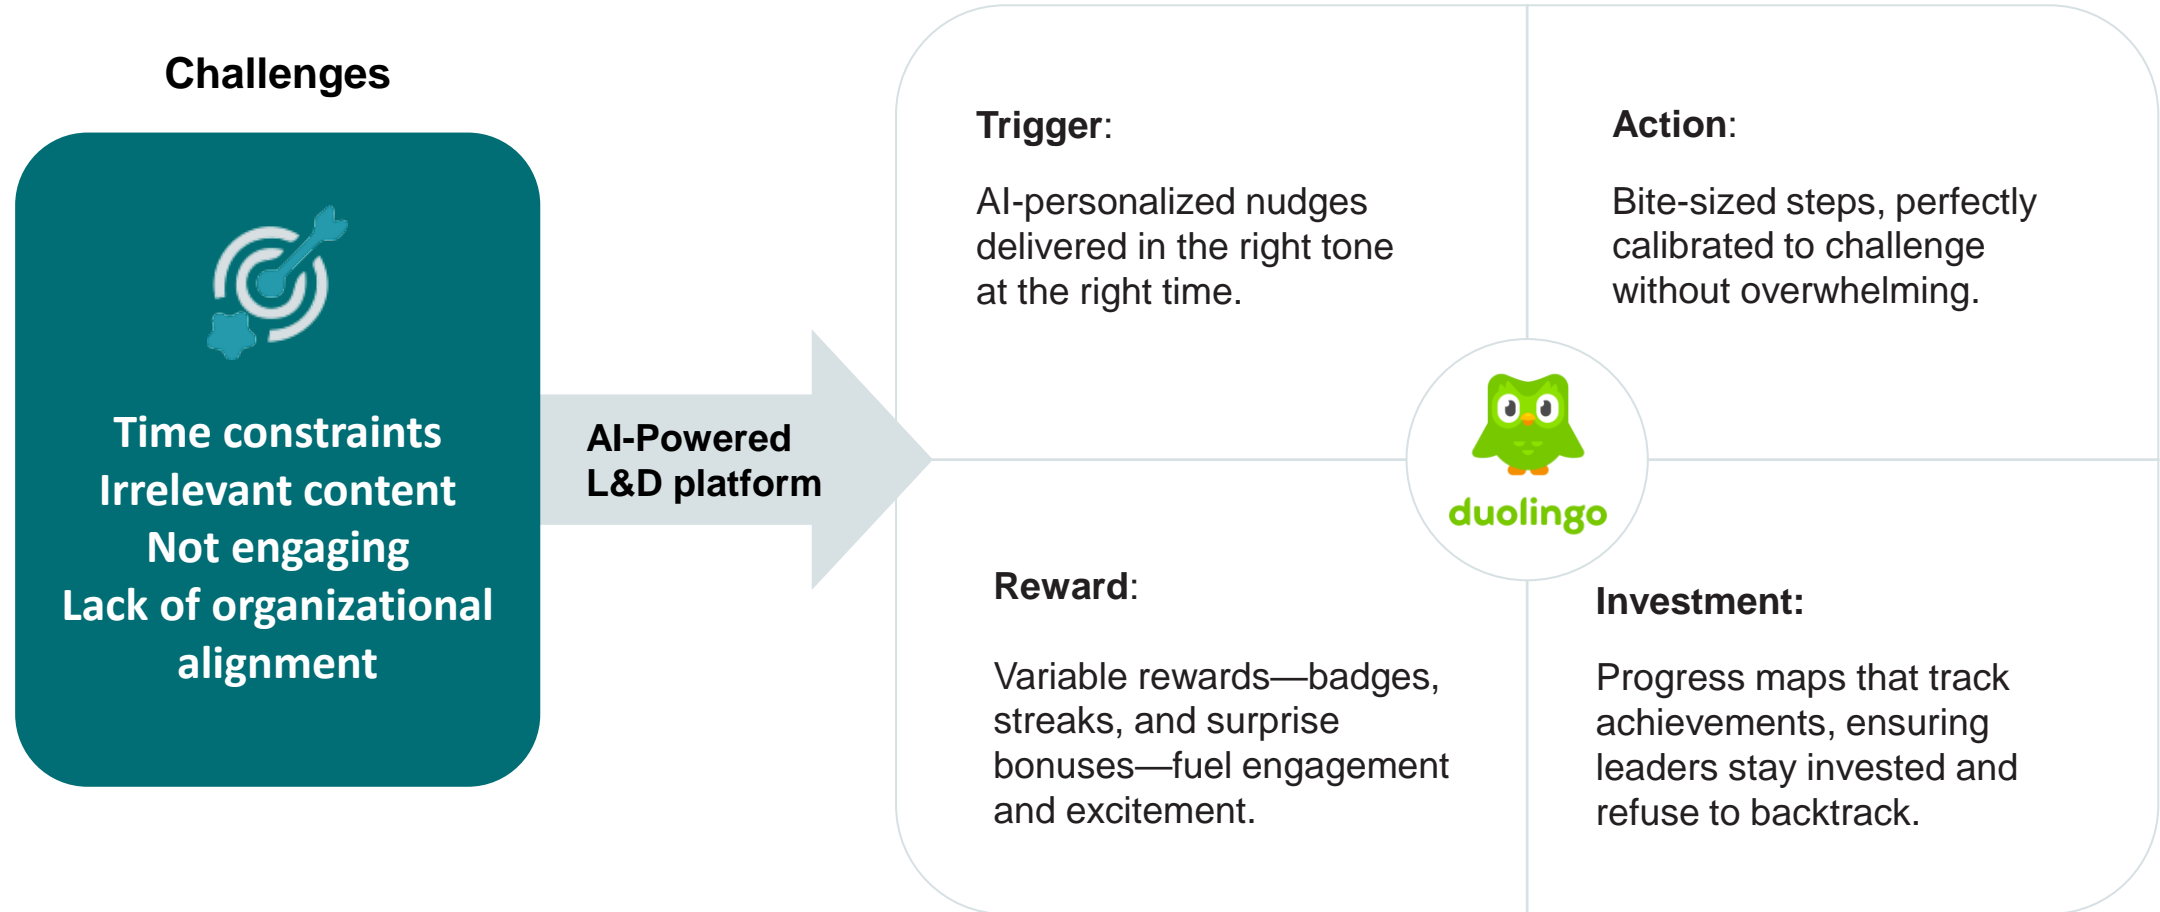 Challenges
Time constraints
Irrelevant content
Not engaging
Lack of organizational
alignment
AI-Powered
L&D platform
Trigger:
AI-personalized nudges
delivered in the right tone
at the right time.
Action:
Bite-sized steps, perfectly
calibrated to challenge
without overwhelming.
duolingo
Reward:
Variable rewards—badges,
streaks, and surprise
bonuses—fuel engagement
and excitement.
Investment:
Progress maps that track
achievements, ensuring
leaders stay invested and
refuse to backtrack.